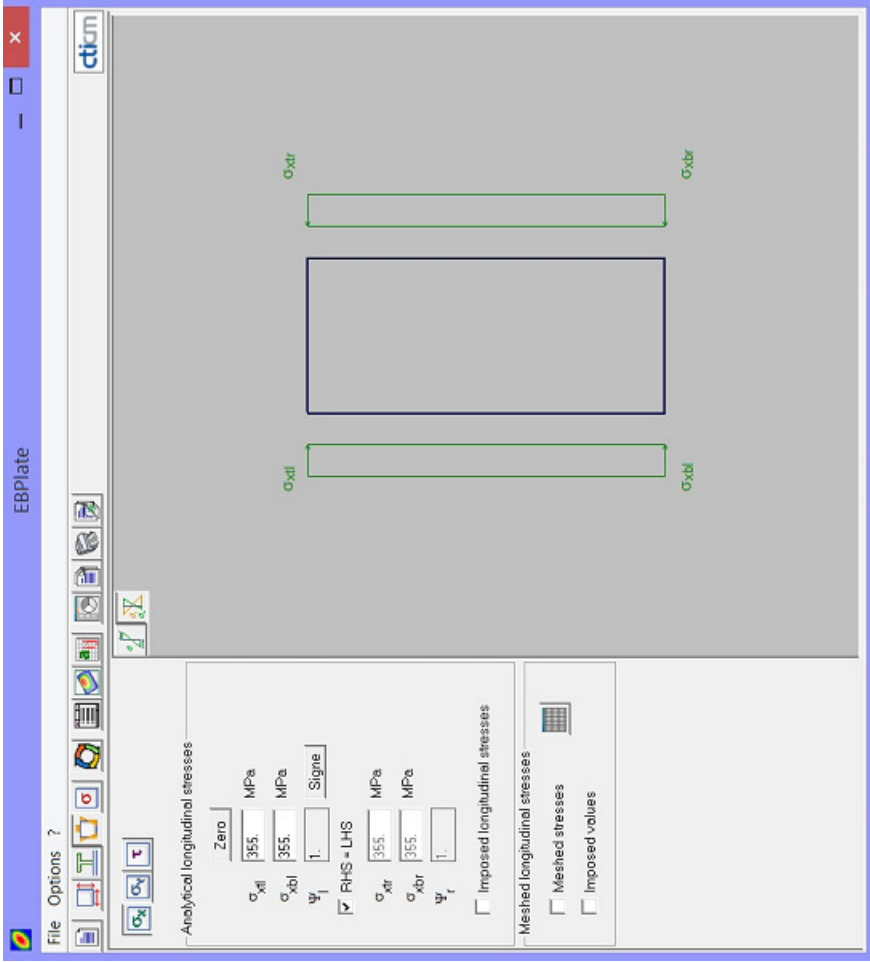 EBPlate
File Options ?
cticm
σx σy τ
Analytical longitudinal stresses
Zero
σxtl 355. MPa
σxbl 355. MPa
Ψl 1. Signe
RHS = LHS
σxtr 355. MPa
σxbr 355. MPa
Ψr 1.
Imposed longitudinal stresses
Meshed longitudinal stresses
Meshed stresses
Imposed values
σxtl σxtr
σxbl σxbr